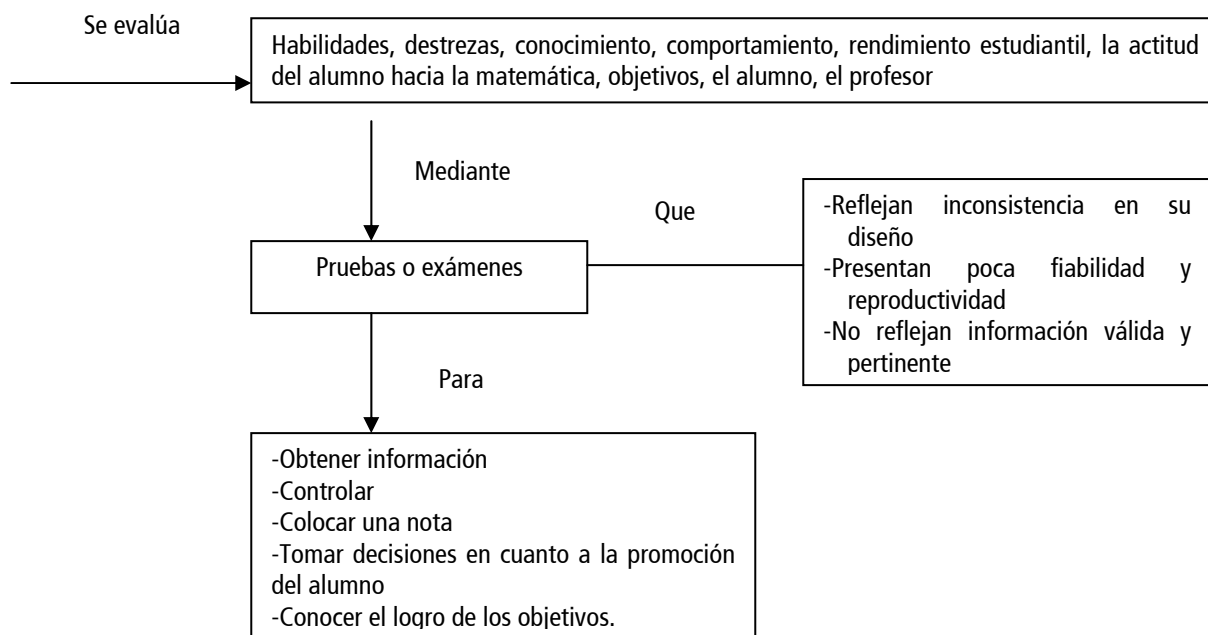 Se evalúa
Habilidades, destrezas, conocimiento, comportamiento, rendimiento estudiantil, la actitud
del alumno hacia la matemática, objetivos, el alumno, el profesor
Mediante
Que
Pruebas o exámenes
-Reflejan inconsistencia en su
diseño
-Presentan poca fiabilidad y
reproductividad
-No reflejan información válida y
pertinente
Para
-Obtener información
-Controlar
-Colocar una nota
-Tomar decisiones en cuanto a la promoción
del alumno
-Conocer el logro de los objetivos.